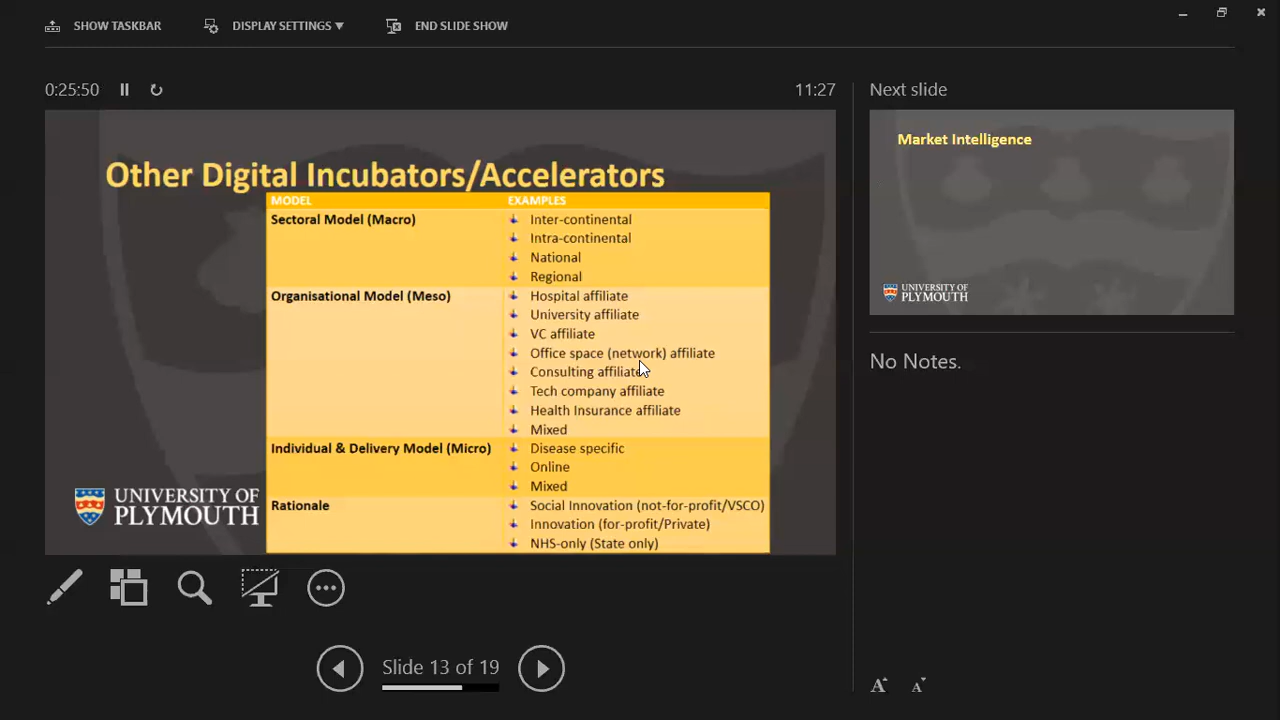 SHOW TASKBAR
DISPLAY SETTINGS
END SLIDE SHOW
0:25:50
11:27
Other Digital Incubators/Accelerators
MODEL
EXAMPLES
Sectoral Model (Macro)
Inter-continental
Intra-continental
National
Regional
Organisational Model (Meso)
Hospital affiliate
University affiliate
VC affiliate
Office space (network) affiliate
Consulting affiliate
Tech company affiliate
Health Insurance affiliate
Mixed
Individual & Delivery Model (Micro)
Disease specific
Online
Mixed
Rationale
Social Innovation (not-for-profit/VSCO)
Innovation (for-profit/Private)
NHS-only (State only)
UNIVERSITY OF
PLYMOUTH
Slide 13 of 19
Next slide
Market Intelligence
UNIVERSITY OF
PLYMOUTH
No Notes.
A
A